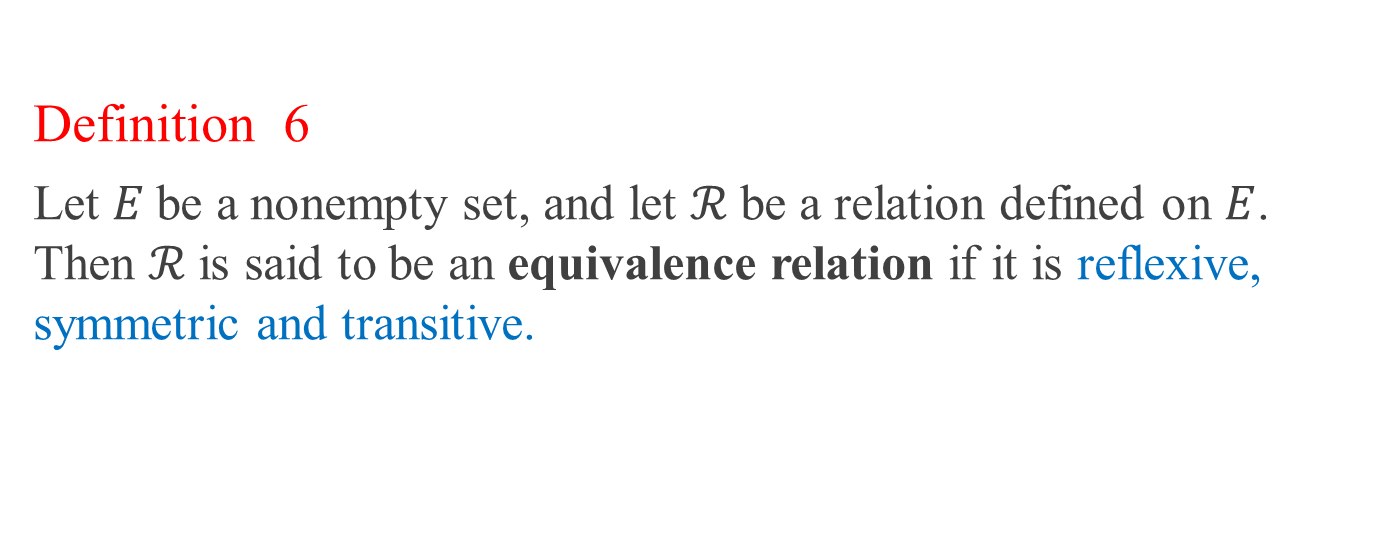 Definition 6
Let 𝐸 be a nonempty set, and let ℛ be a relation defined on 𝐸.
Then ℛ is said to be an equivalence relation if it is reflexive,
symmetric and transitive.